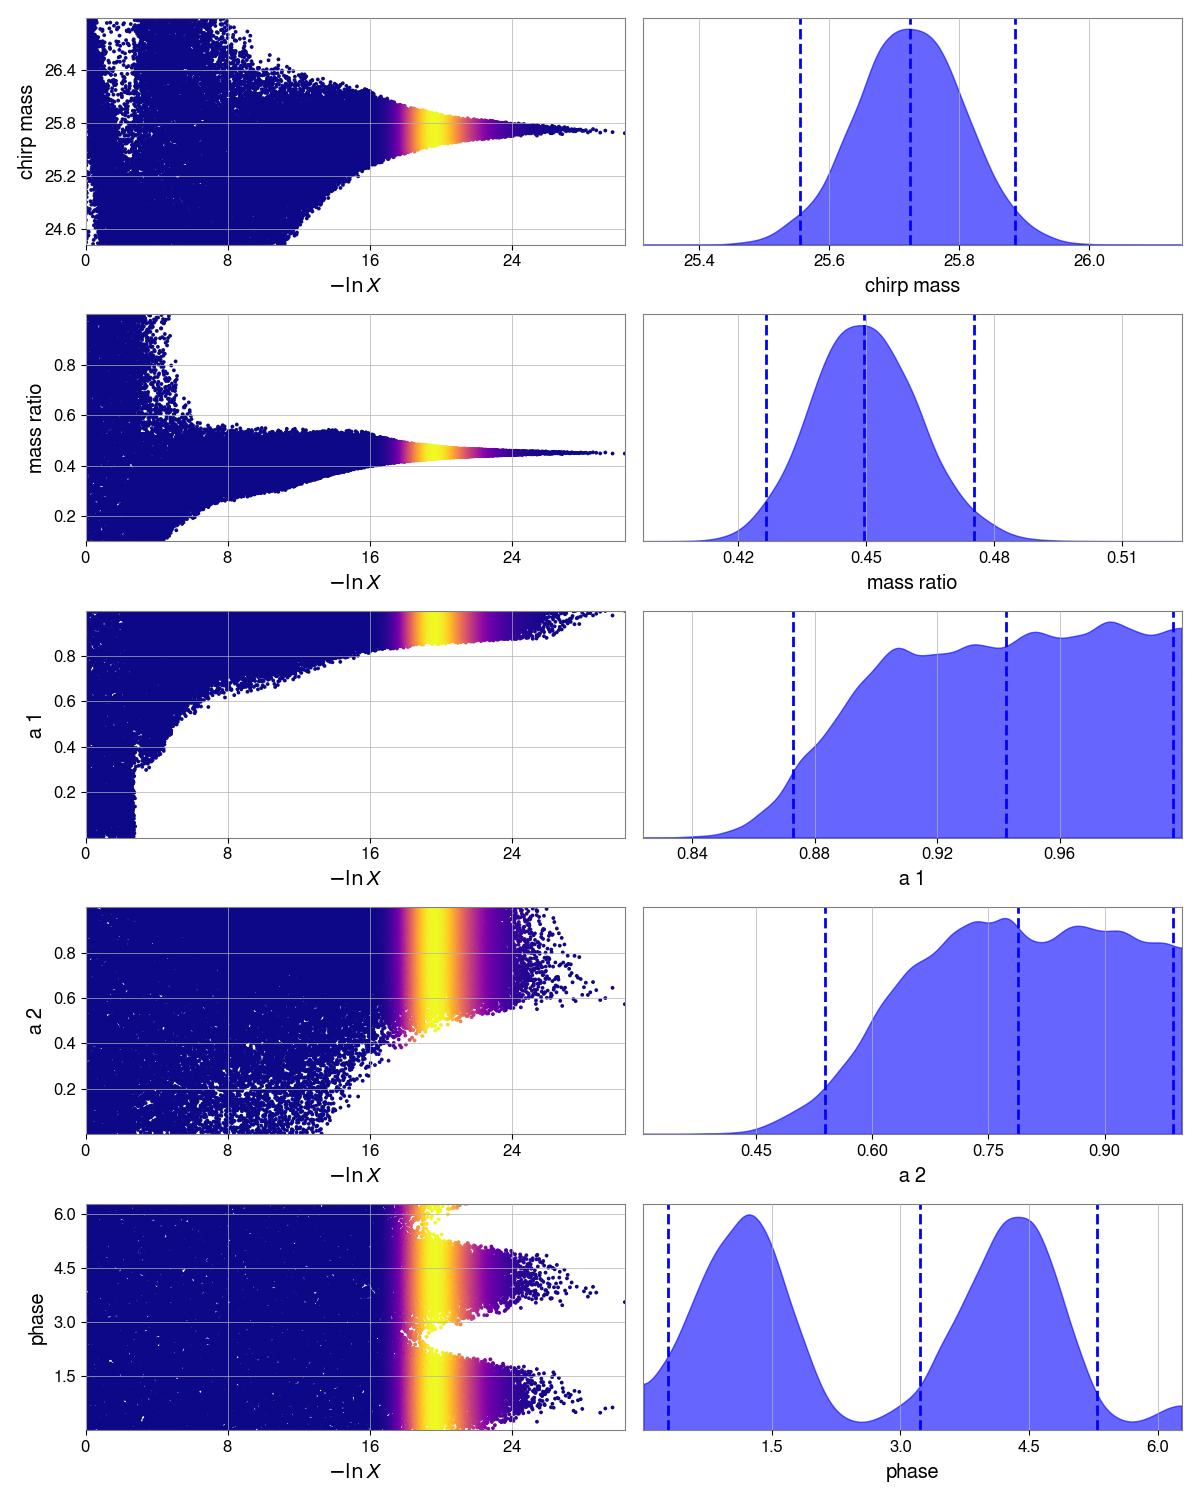 26.4
25.8
25.2
24.6
chirp mass
0 8 16 24
−ln X
25.4 25.6 25.8 26.0
chirp mass
0.8
0.6
0.4
0.2
mass ratio
0 8 16 24
−ln X
0.42 0.45 0.48 0.51
mass ratio
0.8
0.6
0.4
0.2
a 1
0 8 16 24
−ln X
0.84 0.88 0.92 0.96
a 1
0.8
0.6
0.4
0.2
a 2
0 8 16 24
−ln X
0.45 0.60 0.75 0.90
a 2
6.0
4.5
3.0
1.5
phase
0 8 16 24
−ln X
1.5 3.0 4.5 6.0
phase